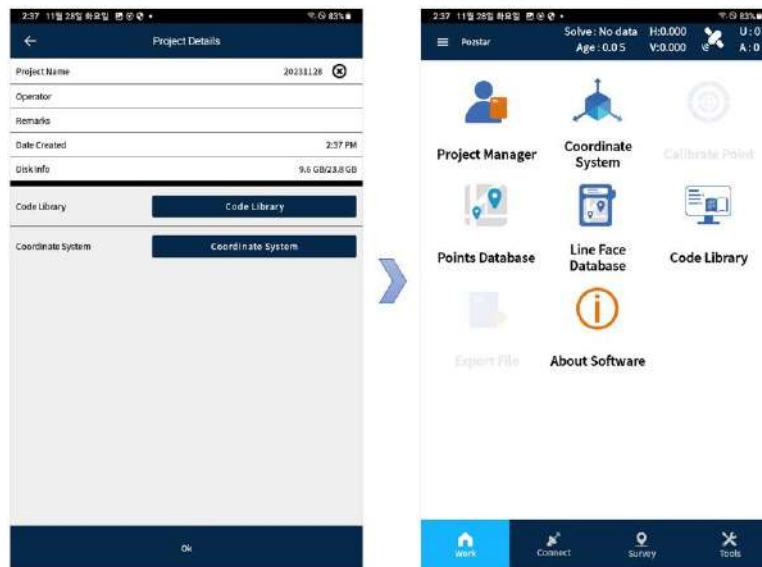 2:37 11월 28일 화요일
83%
Project Details
Project Name 20231128
Operator
Remarks
Date Created 2:37 PM
Disk info 9.6 GB/23.8 GB
Code Library Code Library
Coordinate System Coordinate System
Ok
2:37 11월 28일 화요일
83%
Pozstar
Solve: No data H:0.000 U:0
Age: 0.0 S V:0.000 A:0
Project Manager
Coordinate
System
Calibrate Point
Points Database
Line Face
Database
Code Library
Export File
About Software
Work Connect Survey Tools